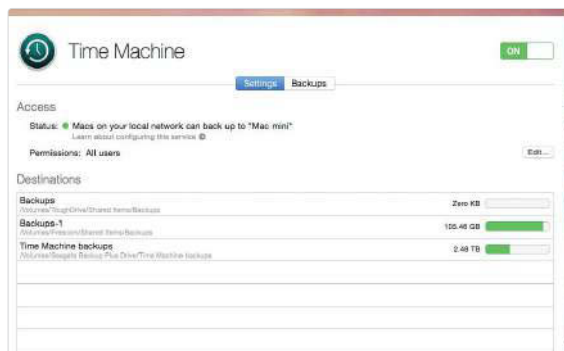 Time Machine
ON
Settings Backups
Access
Status: Macs on your local network can back up to "Mac mini"
Learn about configuring this service
Permissions: All users
Edit...
Destinations
Backups
Zero KB
/Volumes/ToughDrive/Shared Items/Backups
Backups-1
105.46 GB
/Volumes/Shared Items/Backups
Time Machine backups
2.48 TB
/Volumes/Seagate Backup Plus Drive/Time Machine backups